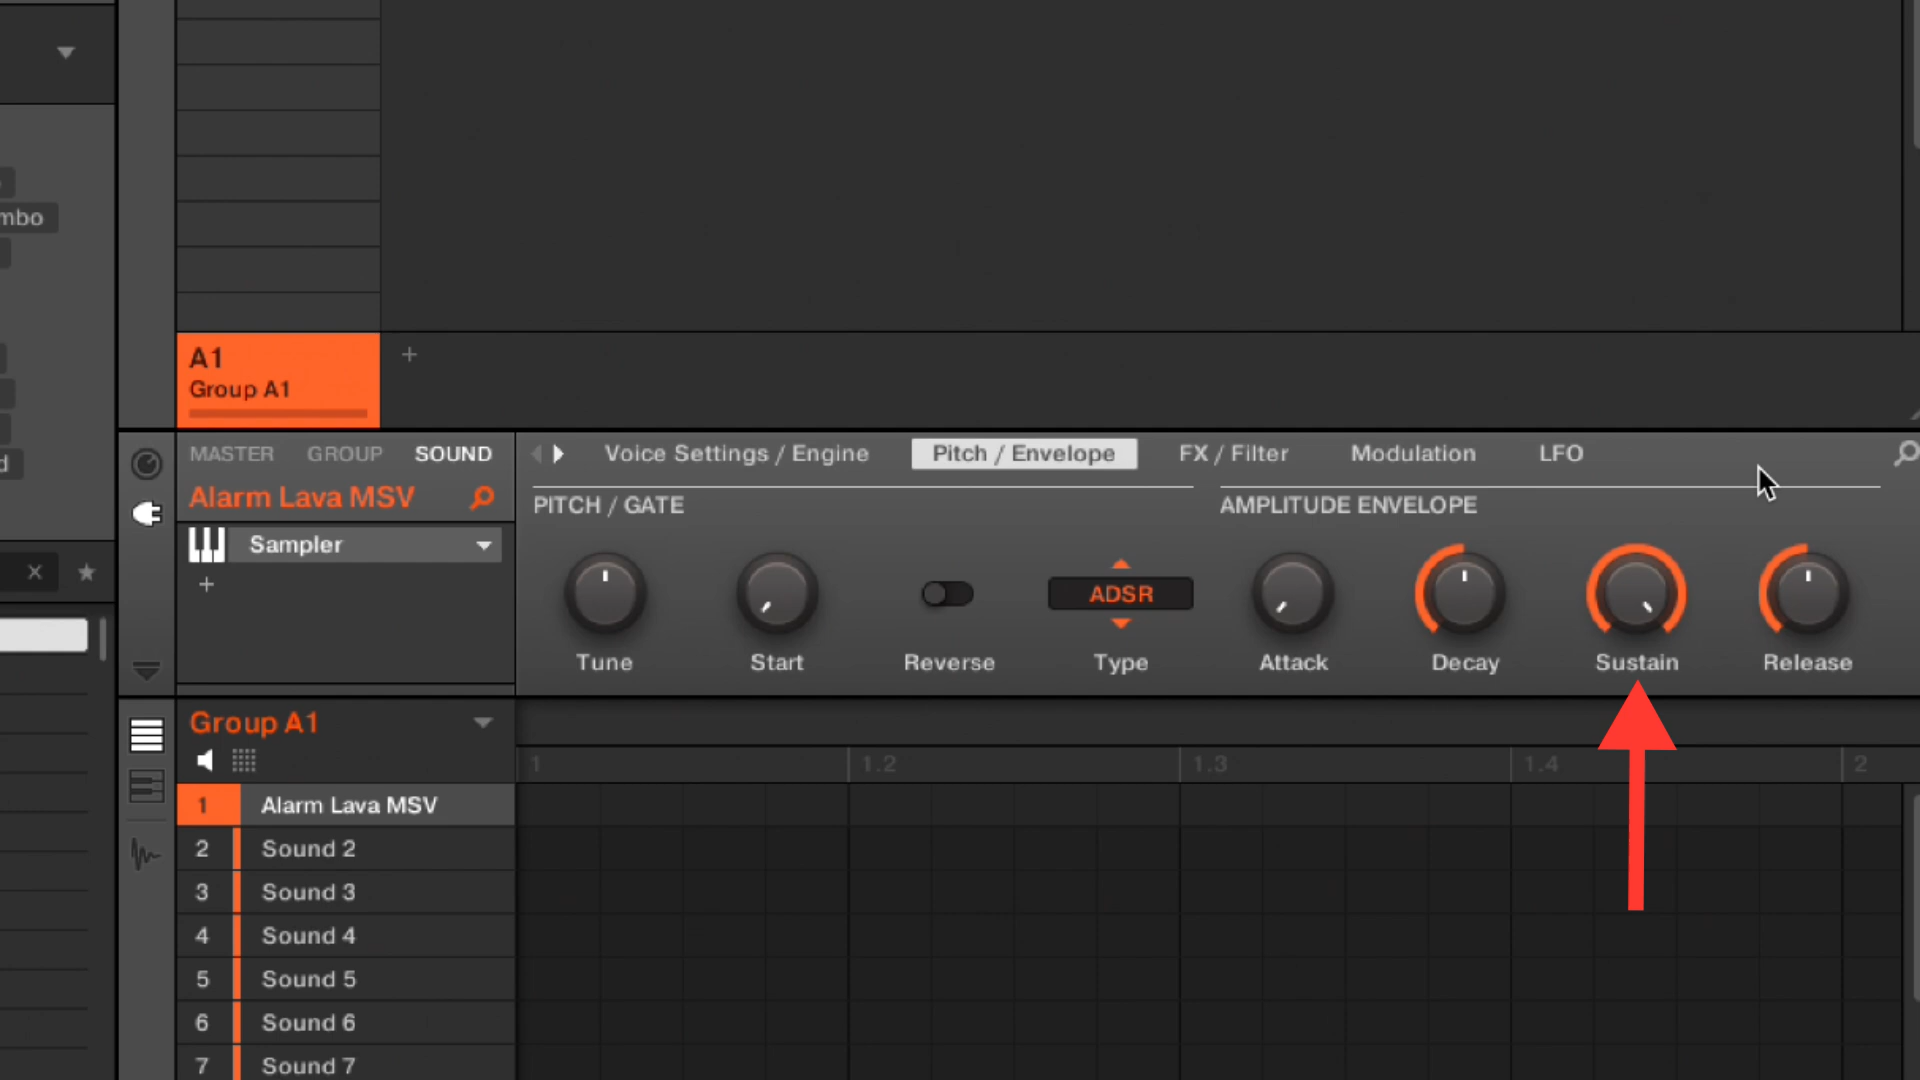 mbo
d
A1
Group A1
MASTER GROUP SOUND
Alarm Lava MSV
Sampler
Voice Settings / Engine Pitch / Envelope FX / Filter Modulation LFO
PITCH / GATE AMPLITUDE ENVELOPE
ADSR
Tune Start Reverse Type Attack Decay Sustain Release
Group A1
1 1.2 1.3 1.4 2
1 Alarm Lava MSV
2 Sound 2
3 Sound 3
4 Sound 4
5 Sound 5
6 Sound 6
7 Sound 7